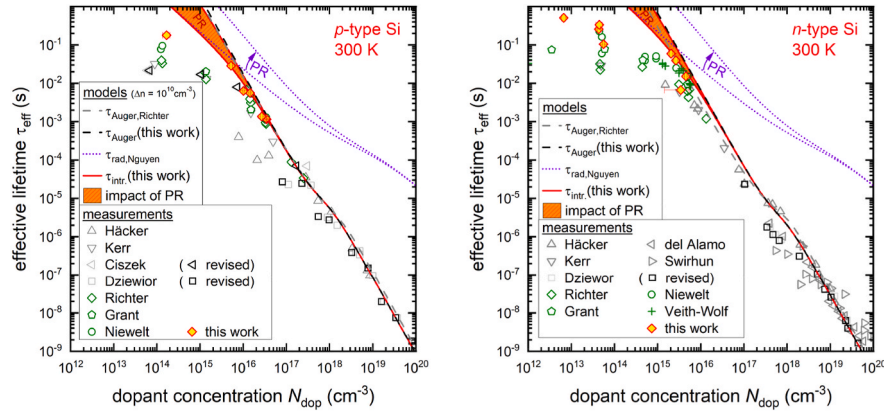 p-type Si
300 K
PR
PR
10⁻¹
10⁻²
10⁻³
10⁻⁴
10⁻⁵
10⁻⁶
10⁻⁷
10⁻⁸
10⁻⁹
effective lifetime τeff (s)
models (Δn = 10¹⁰cm⁻³)
τAuger,Richter
τAuger(this work)
τrad,Nguyen
τintr.(this work)
impact of PR
measurements
Häcker
Kerr
Ciszek ( revised)
Dziewior ( revised)
Richter
Grant
Niewelt this work
10¹² 10¹³ 10¹⁴ 10¹⁵ 10¹⁶ 10¹⁷ 10¹⁸ 10¹⁹ 10²⁰
dopant concentration Ndop (cm⁻³)
n-type Si
300 K
PR
PR
10⁻¹
10⁻²
10⁻³
10⁻⁴
10⁻⁵
10⁻⁶
10⁻⁷
10⁻⁸
10⁻⁹
effective lifetime τeff (s)
models
τAuger,Richter
τAuger(this work)
τrad,Nguyen
τintr.(this work)
impact of PR
measurements
Häcker del Alamo
Kerr Swirhun
Dziewor ( revised)
Richter Niewelt
Grant Veith-Wolf
this work
10¹² 10¹³ 10¹⁴ 10¹⁵ 10¹⁶ 10¹⁷ 10¹⁸ 10¹⁹ 10²⁰
dopant concentration Ndop (cm⁻³)